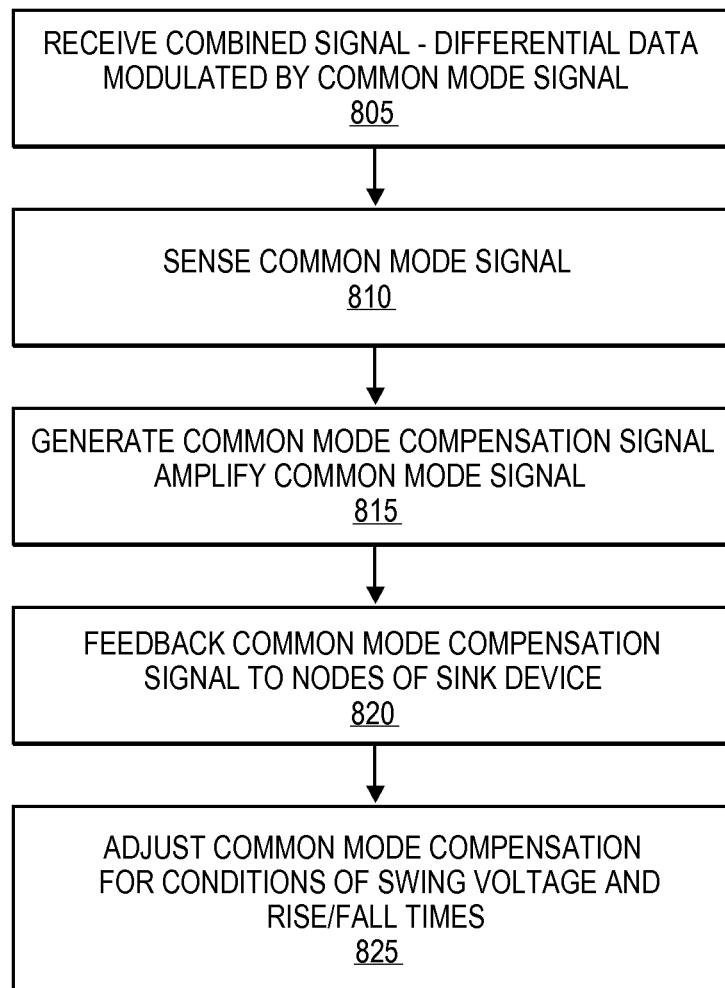 RECEIVE COMBINED SIGNAL - DIFFERENTIAL DATA
MODULATED BY COMMON MODE SIGNAL
805
SENSE COMMON MODE SIGNAL
810
GENERATE COMMON MODE COMPENSATION SIGNAL
AMPLIFY COMMON MODE SIGNAL
815
FEEDBACK COMMON MODE COMPENSATION
SIGNAL TO NODES OF SINK DEVICE
820
ADJUST COMMON MODE COMPENSATION
FOR CONDITIONS OF SWING VOLTAGE AND
RISE/FALL TIMES
825